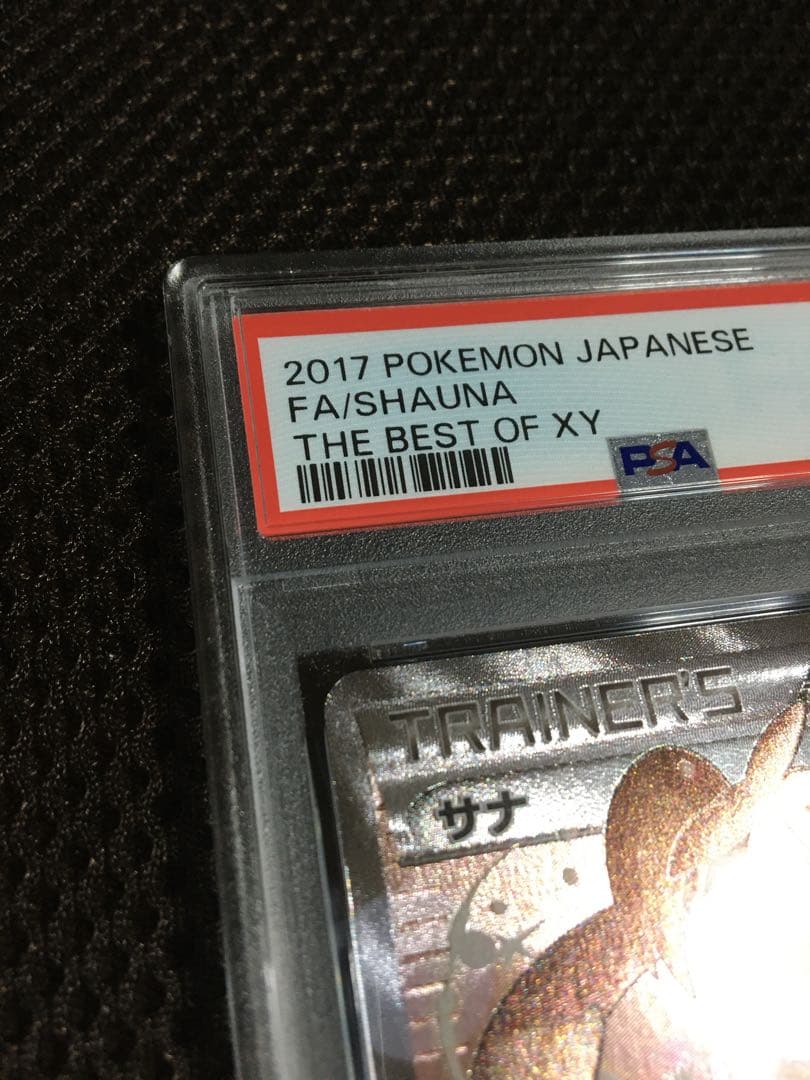 2017 POKEMON JAPANESE
FA/SHAUNA
THE BEST OF XY
PSA
TRAINER'S
サナ